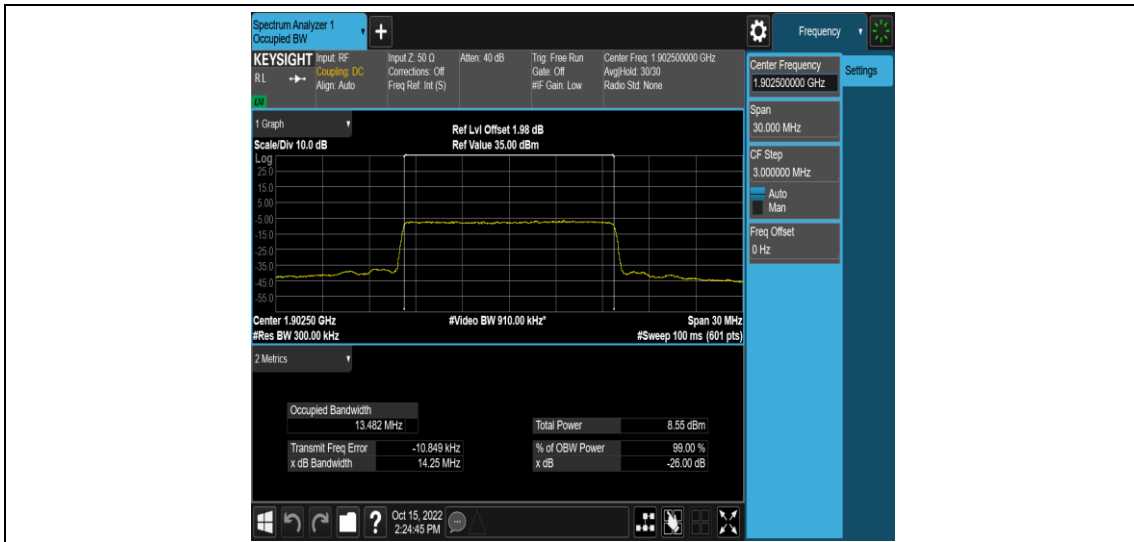 Spectrum Analyzer 1
Occupied BW
+
Frequency
KEYSIGHT
RL
LXI
Input: RF
Coupling: DC
Align: Auto
Input Z: 50 Ω
Corrections: Off
Freq Ref: Int (S)
Atten: 40 dB
Trig: Free Run
Gate: Off
#IF Gain: Low
Center Freq: 1.902500000 GHz
Avg|Hold: 30/30
Radio Std: None
Center Frequency
1.902500000 GHz
Settings
Span
30.000 MHz
CF Step
3.000000 MHz
Auto
Man
Freq Offset
0 Hz
1 Graph
Scale/Div 10.0 dB
Ref Lvl Offset 1.98 dB
Ref Value 35.00 dBm
Log
25.0
15.0
5.00
-5.00
-15.0
-25.0
-35.0
-45.0
-55.0
Center 1.90250 GHz
#Video BW 910.00 kHz*
Span 30 MHz
#Res BW 300.00 kHz
#Sweep 100 ms (601 pts)
2 Metrics
Occupied Bandwidth
13.482 MHz
Total Power 8.55 dBm
Transmit Freq Error -10.849 kHz
% of OBW Power 99.00 %
x dB Bandwidth 14.25 MHz
x dB -26.00 dB
?
Oct 15, 2022
2:24:45 PM